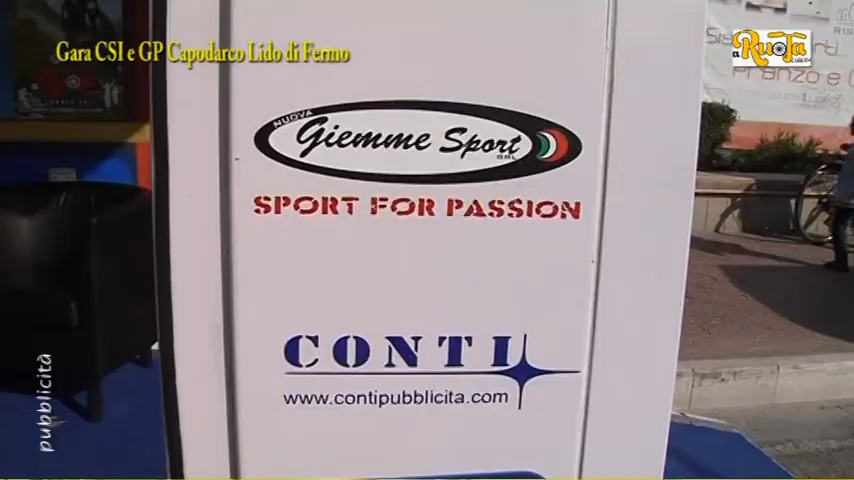 Gara CSI e GP Capodarco Lido di Fermo
RuoTa
NUOVA
Giemme Sport
SRL
SPORT FOR PASSION
CONTI
www.contipubblicita.com
pubblicità